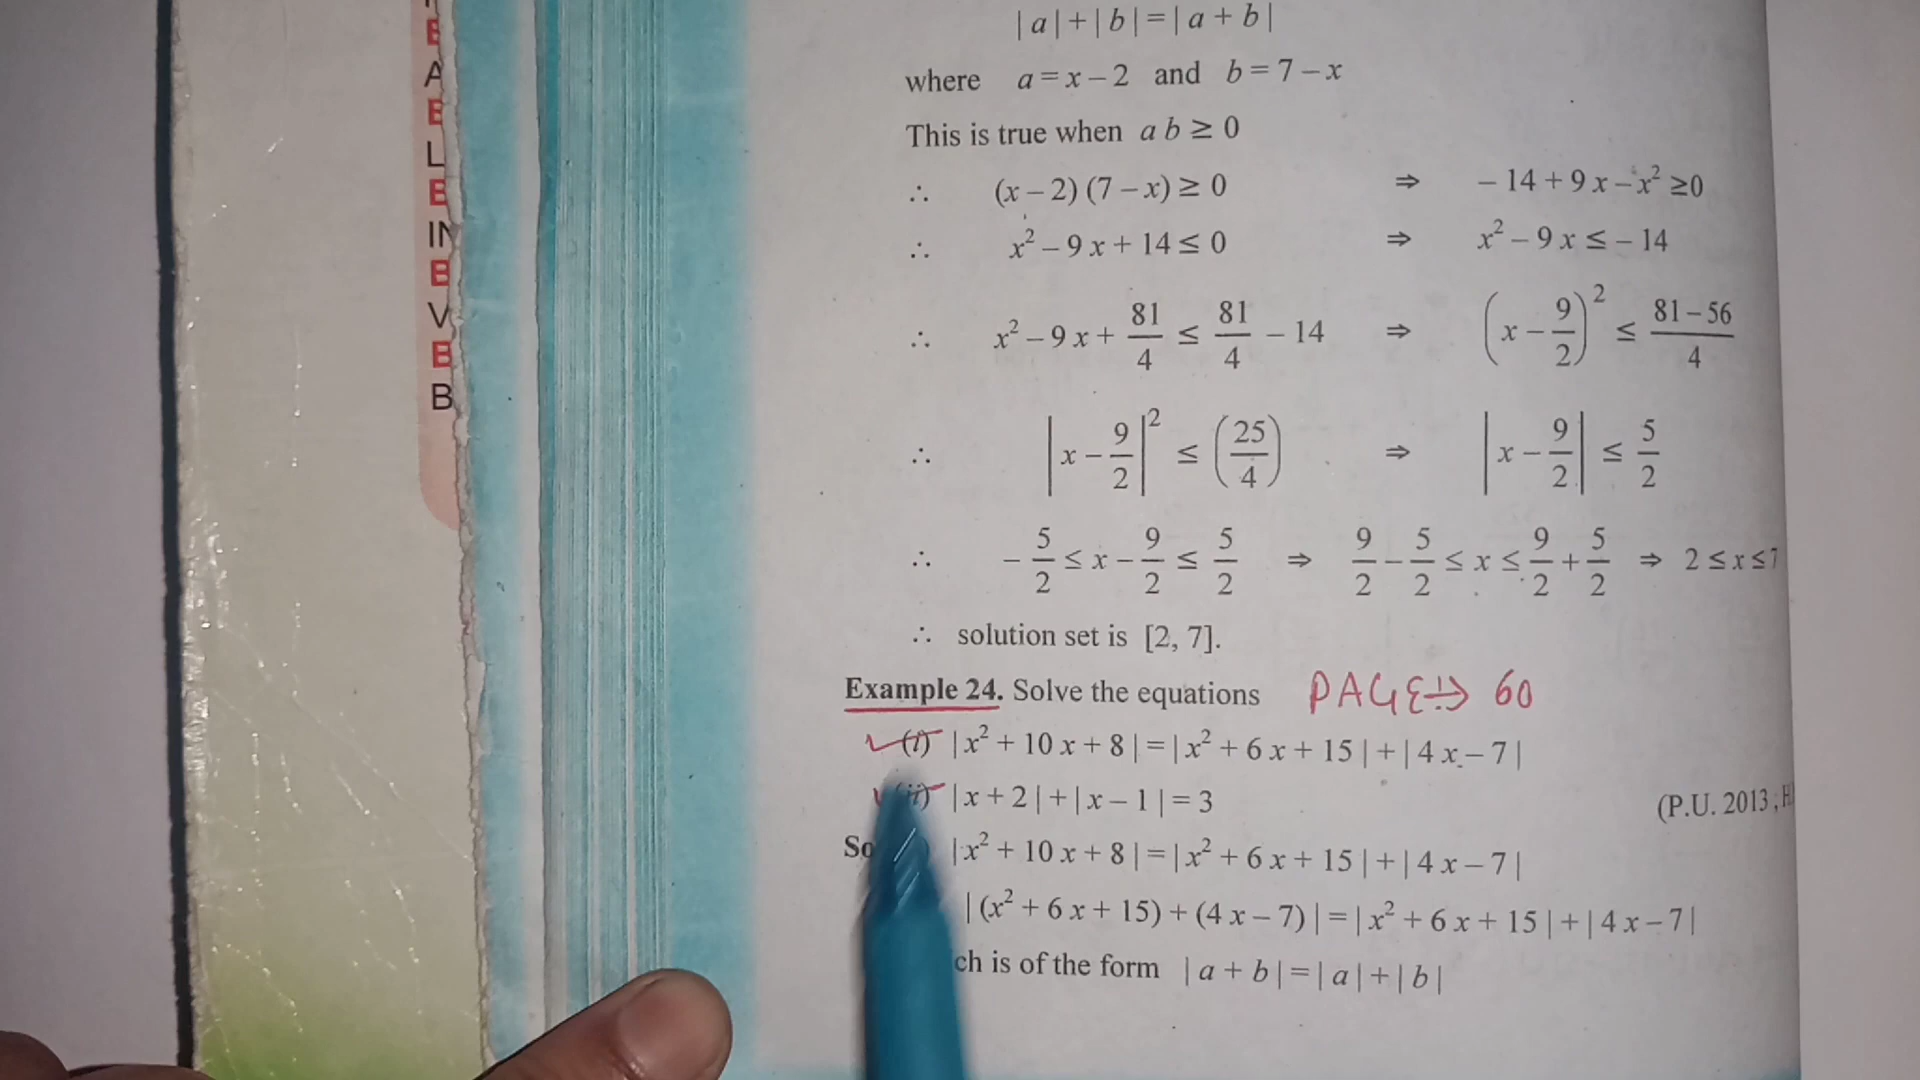 E
A
E
L
E
IN
E
V
E
B
| a | + | b | = | a + b |
where a = x – 2 and b = 7 – x
This is true when a b ≥ 0
∴ (x – 2) (7 – x) ≥ 0 ⇒ – 14 + 9 x – x² ≥0
∴ x² – 9 x + 14 ≤ 0 ⇒ x² – 9 x ≤ – 14
∴ x² – 9 x + 81/4 ≤ 81/4 – 14 ⇒ (x – 9/2)² ≤ (81 – 56)/4
∴ | x – 9/2 |² ≤ (25/4) ⇒ | x – 9/2 | ≤ 5/2
∴ – 5/2 ≤ x – 9/2 ≤ 5/2 ⇒ 9/2 – 5/2 ≤ x ≤ 9/2 + 5/2 ⇒ 2 ≤ x ≤ 7
∴ solution set is [2, 7].
Example 24. Solve the equations PAGE:→ 60
(i) | x² + 10 x + 8 | = | x² + 6 x + 15 | + | 4 x – 7 |
(ii) | x + 2 | + | x – 1 | = 3 (P.U. 2013 ; H
| x² + 10 x + 8 | = | x² + 6 x + 15 | + | 4 x – 7 |
| (x² + 6 x + 15) + (4 x – 7) | = | x² + 6 x + 15 | + | 4 x – 7 |
ch is of the form | a + b | = | a | + | b |